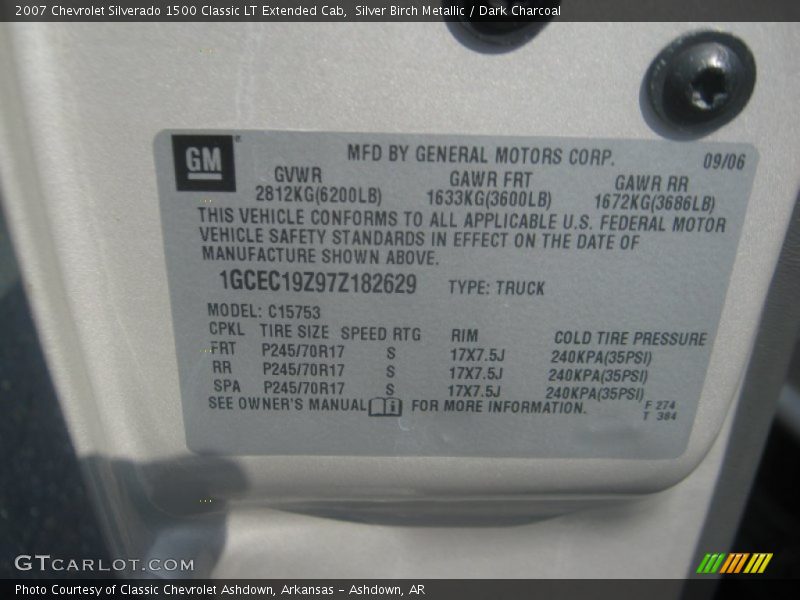 2007 Chevrolet Silverado 1500 Classic LT Extended Cab,  Silver Birch Metallic / Dark Charcoal
GM
MFD BY GENERAL MOTORS CORP. 09/06
GVWR GAWR FRT GAWR RR
2812KG(6200LB) 1633KG(3600LB) 1672KG(3686LB)
THIS VEHICLE CONFORMS TO ALL APPLICABLE U.S. FEDERAL MOTOR
VEHICLE SAFETY STANDARDS IN EFFECT ON THE DATE OF
MANUFACTURE SHOWN ABOVE.
1GCEC19Z97Z182629 TYPE: TRUCK
MODEL: C15753
CPKL TIRE SIZE SPEED RTG RIM COLD TIRE PRESSURE
FRT P245/70R17 S 17X7.5J 240KPA(35PSI)
RR P245/70R17 S 17X7.5J 240KPA(35PSI)
SPA P245/70R17 S 17X7.5J 240KPA(35PSI)
SEE OWNER'S MANUAL FOR MORE INFORMATION. F 274
T 384
GTCARLOT.COM
Photo Courtesy of Classic Chevrolet Ashdown, Arkansas - Ashdown, AR